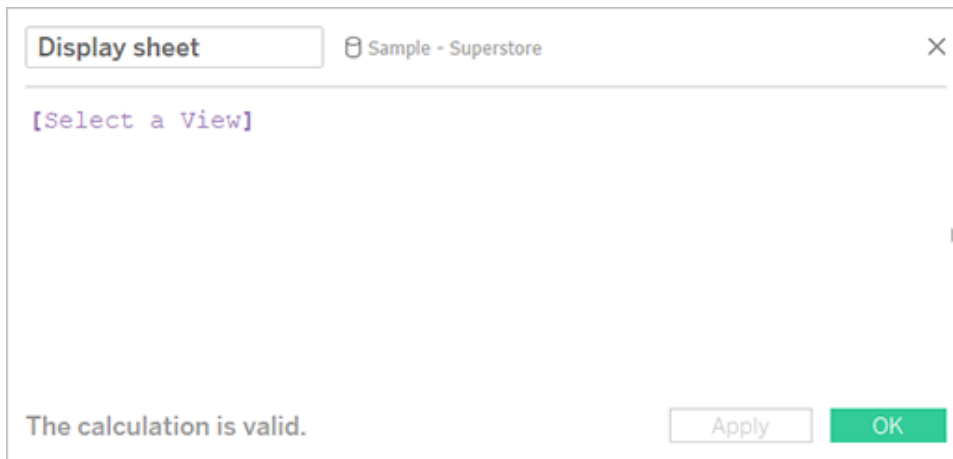 Display sheet
Sample - Superstore
[Select a View]
The calculation is valid.
Apply
OK